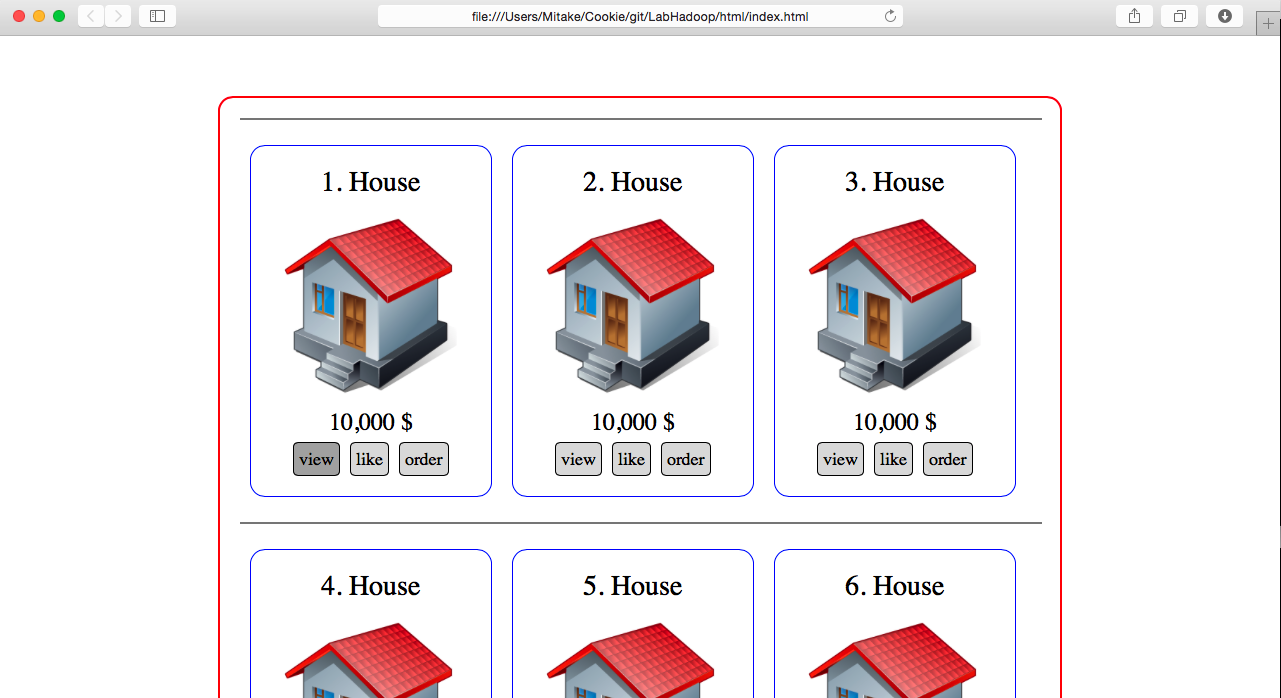 file:///Users/Mitake/Cookie/git/LabHadoop/html/index.html
1. House 2. House 3. House
10,000 $ 10,000 $ 10,000 $
view like order view like order view like order
4. House 5. House 6. House